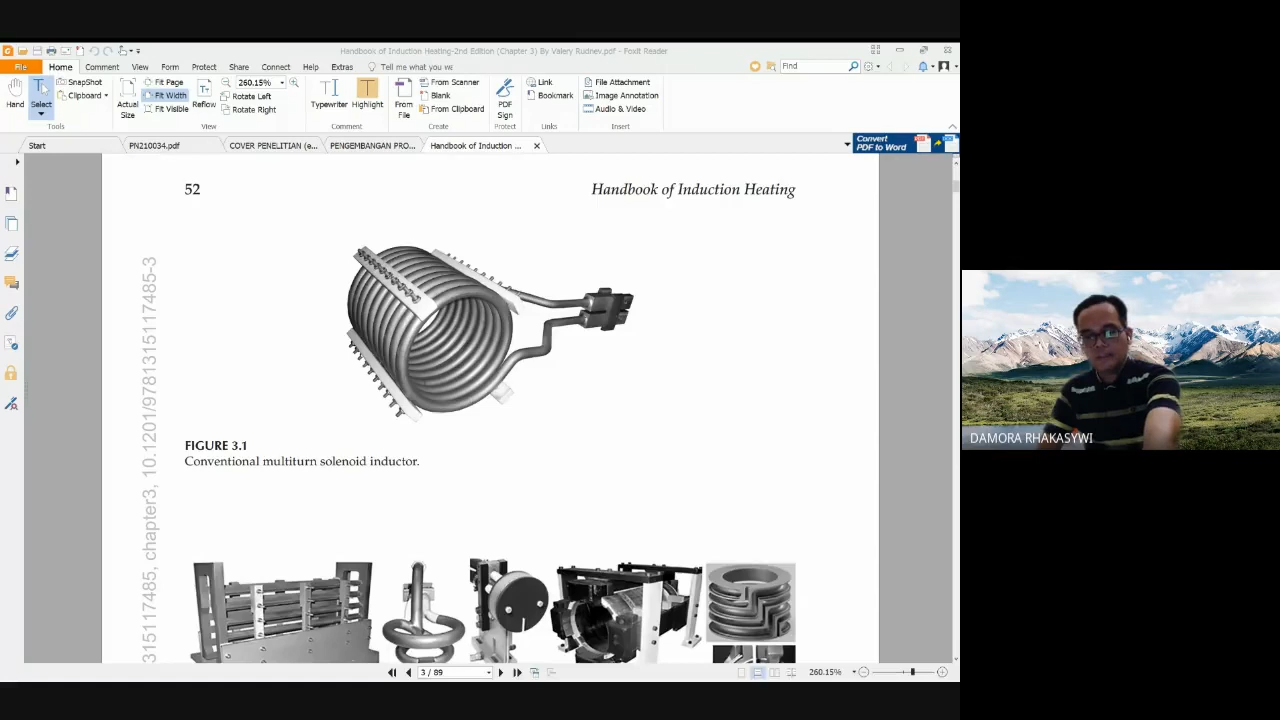 Handbook of Induction Heating-2nd Edition (Chapter 3) By Valery Rudnev.pdf - Foxit Reader
File Home Comment View Form Protect Share Connect Help Extras Tell me what you w
Find
Hand
Select
SnapShot
Clipboard
Tools
Actual Size
Fit Page
Fit Width
Fit Visible
Reflow
260.15%
Rotate Left
Rotate Right
View
Typewriter
Highlight
Comment
From File
From Scanner
Blank
From Clipboard
Create
PDF Sign
Protect
Link
Bookmark
Links
File Attachment
Image Annotation
Audio & Video
Insert
Start
PN210034.pdf
COVER PENELITIAN (e...
PENGEMBANGAN PRO...
Handbook of Induction ...
Convert
PDF to Word
52
Handbook of Induction Heating
315117485, chapter3, 10.1201/9781315117485-3
FIGURE 3.1
Conventional multiturn solenoid inductor.
3 / 89
260.15%
DAMORA RHAKASYWI